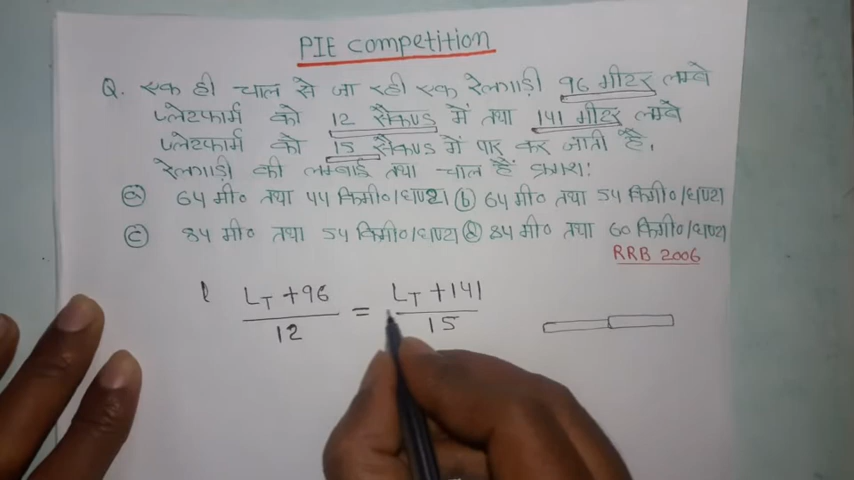 PIE Competition
Q. एक ही चाल से जा रही एक रेलगाड़ी 96 मीटर लम्बे
प्लेटफार्म को 12 सैकण्ड में तथा 141 मीटर लम्बे
प्लेटफार्म को 15 सैकण्ड में पार कर जाती है.
रेलगाड़ी की लम्बाई तथा चाल हैं क्रमशः!
(a) 64 मी० तथा 44 किमी०/घण्टा (b) 64 मी० तथा 54 किमी०/घण्टा
(c) 84 मी० तथा 54 किमी०/घण्टा (d) 84 मी० तथा 60 किमी०/घण्टा
RRB 2006
l LT +96 = LT +141
12 15